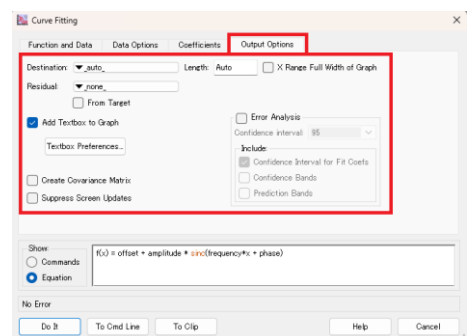 Curve Fitting
Function and Data Data Options Coefficients Output Options
Destination: _auto_ Length: Auto X Range Full Width of Graph
Residual: _none_
From Target
Add Textbox to Graph
Textbox Preferences...
Create Covariance Matrix
Suppress Screen Updates
Error Analysis
Confidence interval: 95
Include:
Confidence Interval for Fit Coefs
Confidence Bands
Prediction Bands
Show:
Commands
Equation
f(x) = offset + amplitude * sinc(frequency*x + phase)
No Error
Do It To Cmd Line To Clip Help Cancel